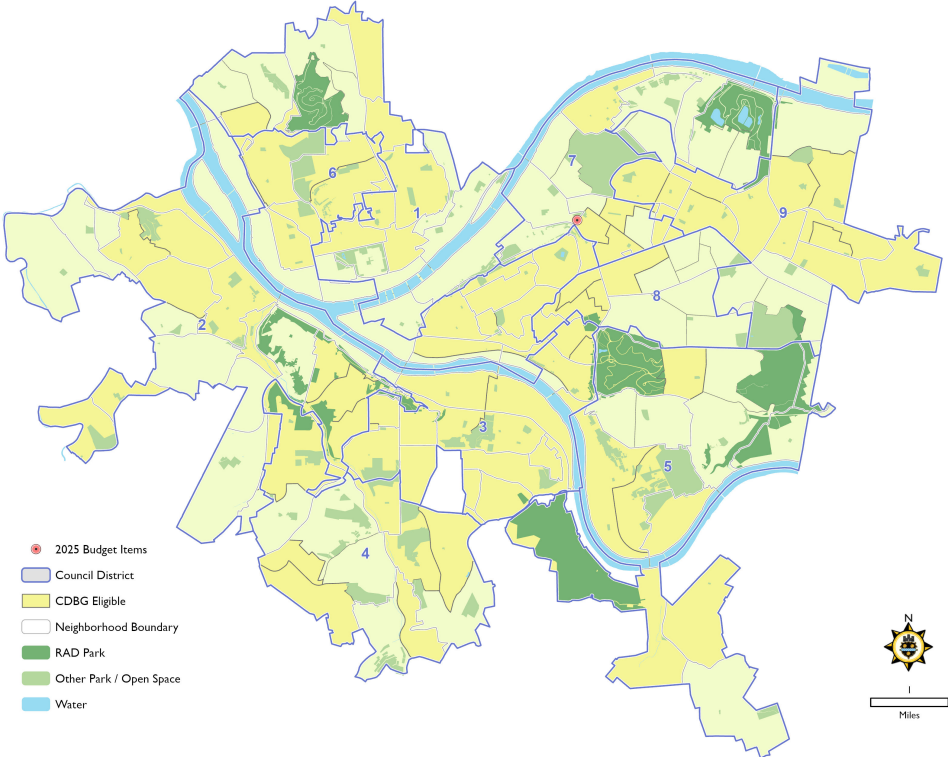 7
6
1
9
8
2
3
5
4
2025 Budget Items
Council District
CDBG Eligible
Neighborhood Boundary
RAD Park
Other Park / Open Space
Water
N
1
Miles